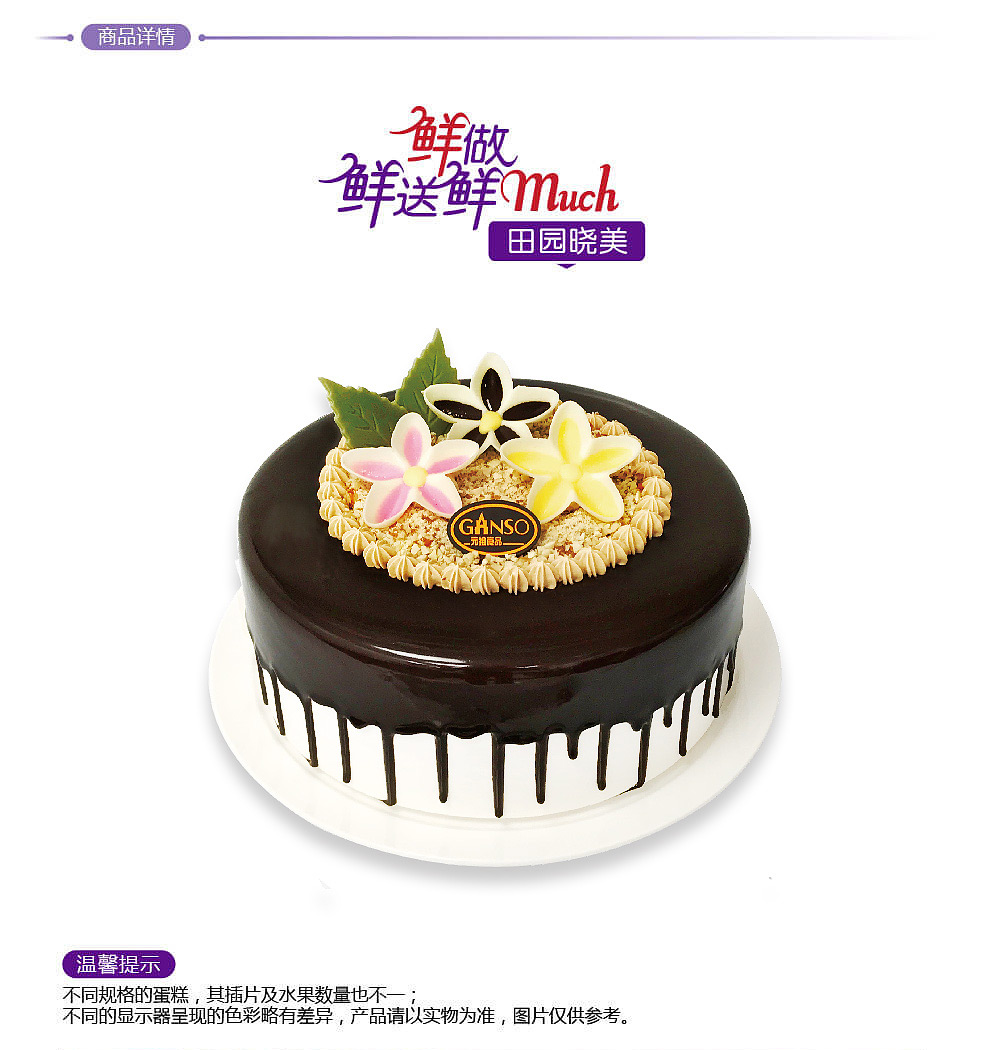 商品详情
鲜做
鲜送鲜Much
田园晓美
GANSO
元祖食品
温馨提示
不同规格的蛋糕，其插片及水果数量也不一；
不同的显示器呈现的色彩略有差异，产品请以实物为准，图片仅供参考。